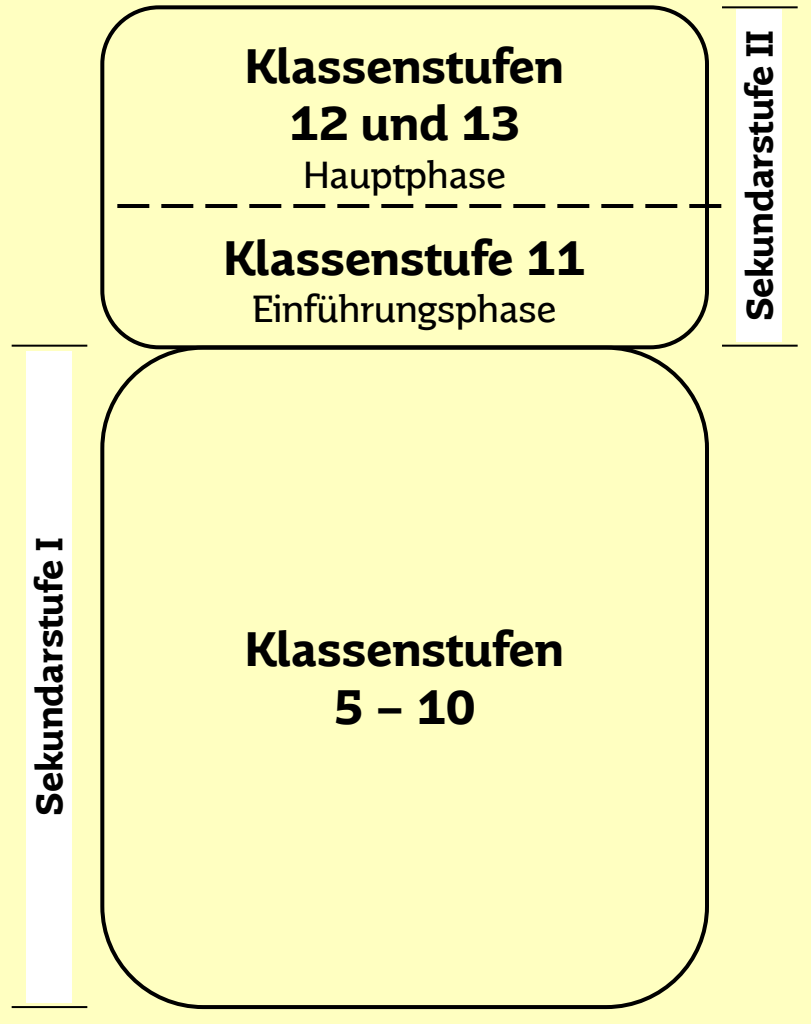 Klassenstufen
12 und 13
Hauptphase
Klassenstufe 11
Einführungsphase
Sekundarstufe II
Sekundarstufe I
Klassenstufen
5 – 10